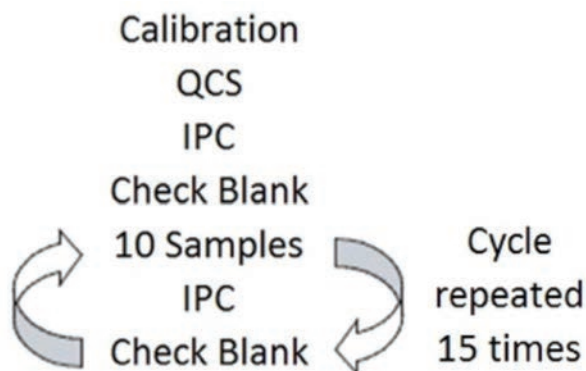 Calibration
QCS
IPC
Check Blank
10 Samples
IPC
Check Blank
Cycle
repeated
15 times